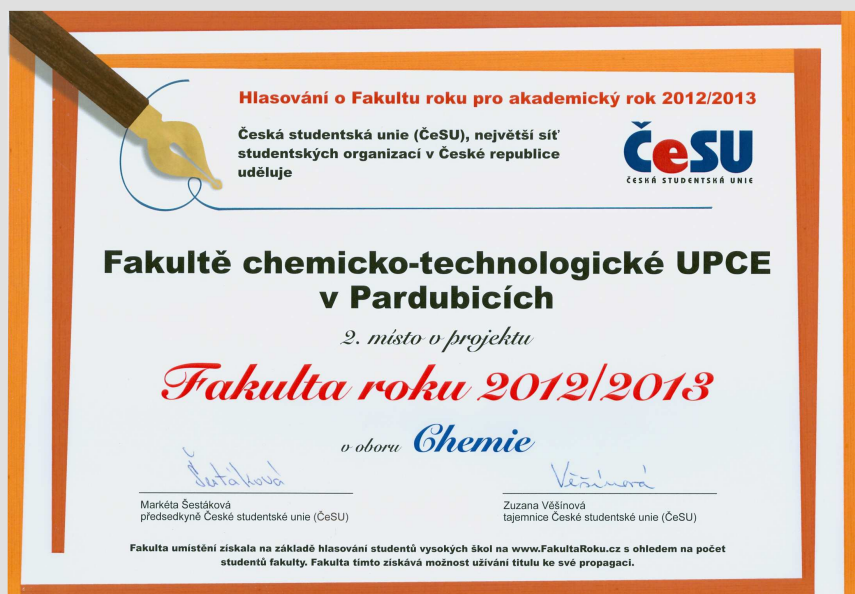 Hlasování o Fakultu roku pro akademický rok 2012/2013
Česká studentská unie (ČeSU), největší síť
studentských organizací v České republice
uděluje
ČeSU
ČESKÁ STUDENTSKÁ UNIE
Fakultě chemicko-technologické UPCE
v Pardubicích
2. místo v projektu
Fakulta roku 2012/2013
v oboru Chemie
Šestáková
Věšínová
Markéta Šestáková
předsedkyně České studentské unie (ČeSU)
Zuzana Věšínová
tajemnice České studentské unie (ČeSU)
Fakulta umístění získala na základě hlasování studentů vysokých škol na www.FakultaRoku.cz s ohledem na počet
studentů fakulty. Fakulta tímto získává možnost užívání titulu ke své propagaci.